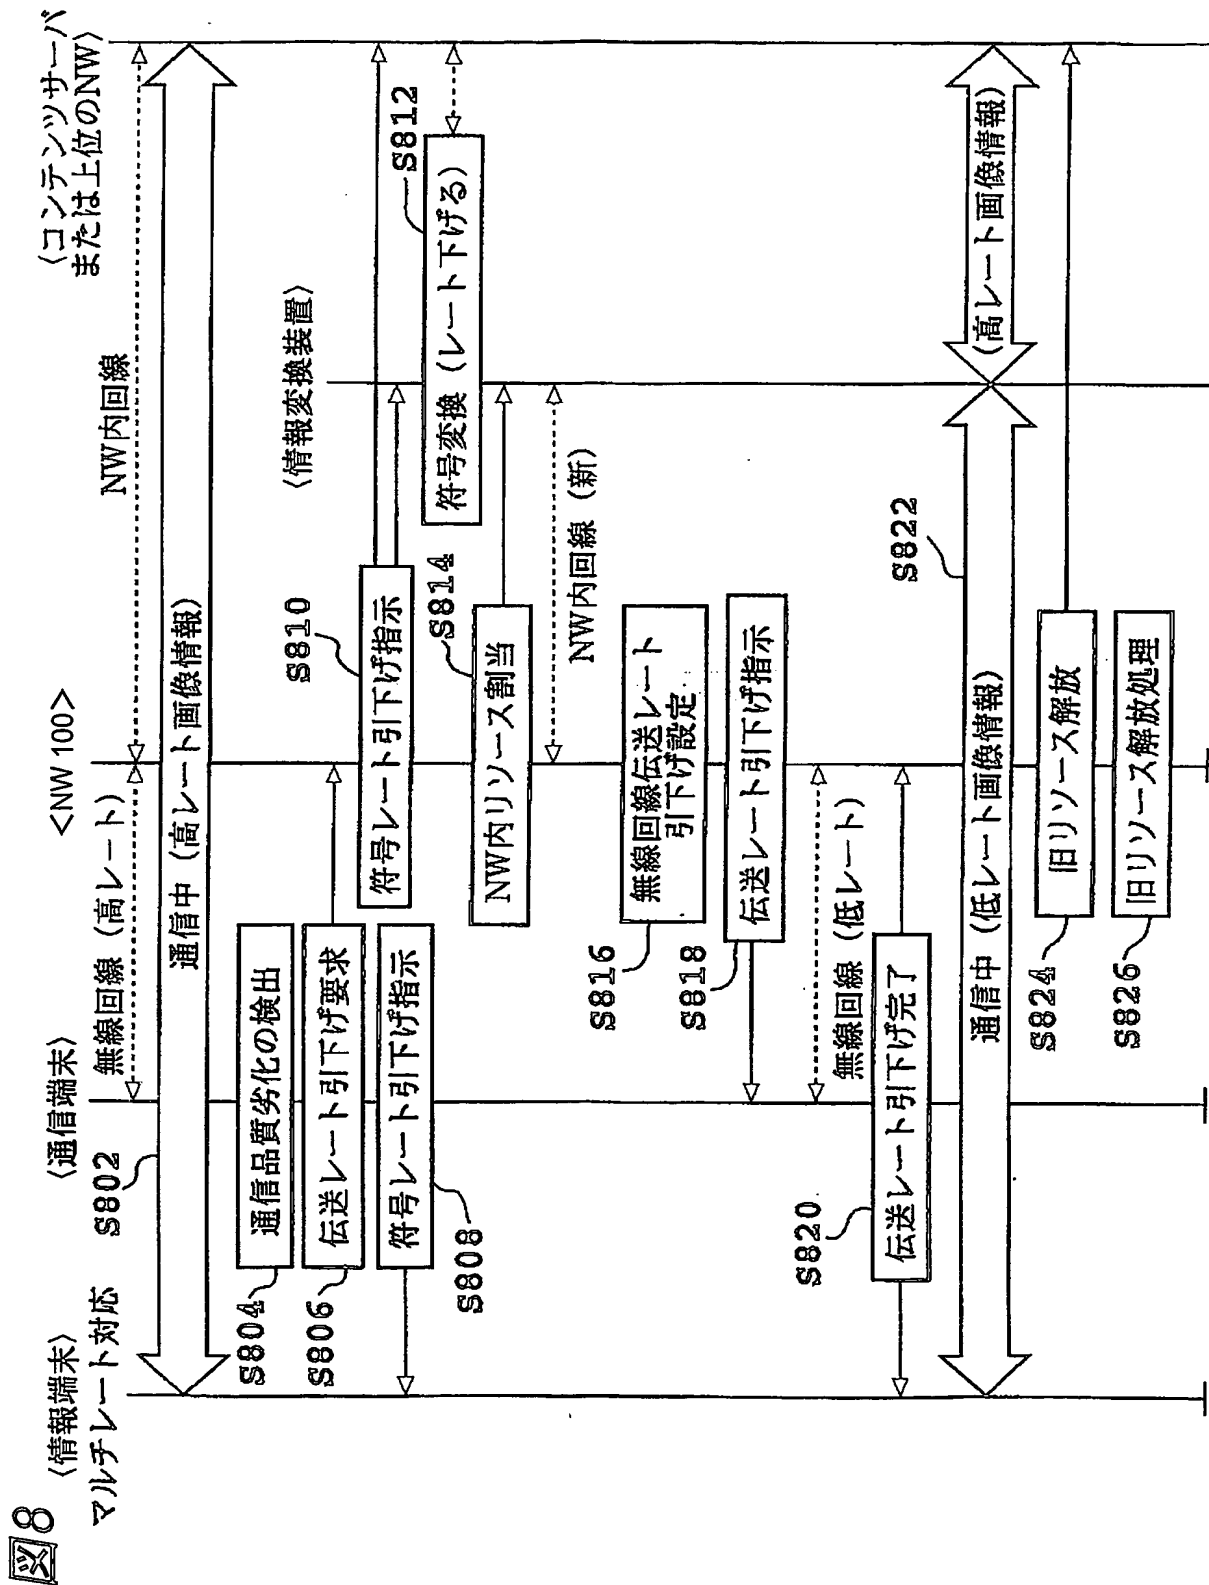 図8
〈情報端末〉
マルチレート対応
〈通信端末〉
<NW 100>
〈情報変換装置〉
〈コンテンツサーバ
または上位のNW〉
無線回線（高レート）
NW内回線
S802
通信中（高レート画像情報）
S804
通信品質劣化の検出
S806
伝送レート引下げ要求
S808
符号レート引下げ指示
S810
符号レート引下げ指示
S812
符号変換（レート下げる）
S814
NW内リソース割当
NW内回線（新）
S816
無線回線伝送レート
引下げ設定
S818
伝送レート引下げ指示
無線回線（低レート）
S820
伝送レート引下げ完了
S822
通信中（低レート画像情報）
（高レート画像情報）
S824
旧リソース解放
S826
旧リソース解放処理